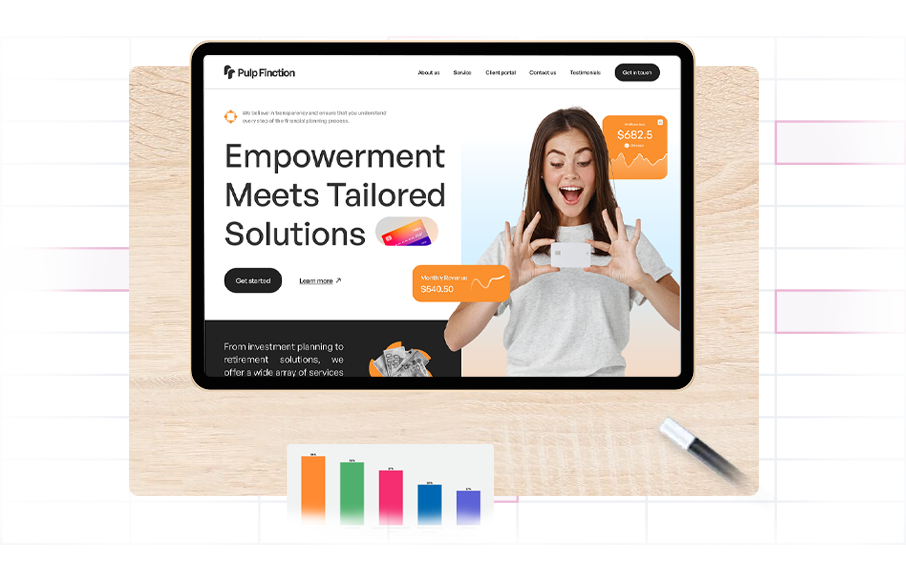 Pulp Finction
About us Service Client portal Contact us Testimonials Get in touch
We believe in transparency and ensure that you understand
every step of the financial planning process.
Empowerment
Meets Tailored
Solutions
Get started Learn more
$682.5
Monthly Revenue
$540.50
From investment planning to
retirement solutions, we
offer a wide array of services